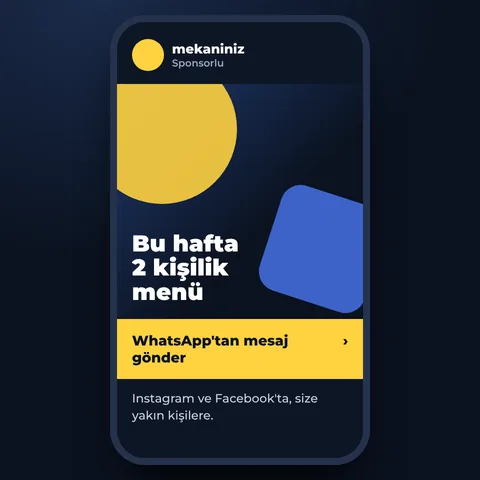 mekaniniz
Sponsorlu
Bu hafta
2 kişilik
menü
WhatsApp'tan mesaj
gönder
›
Instagram ve Facebook'ta, size
yakın kişilere.